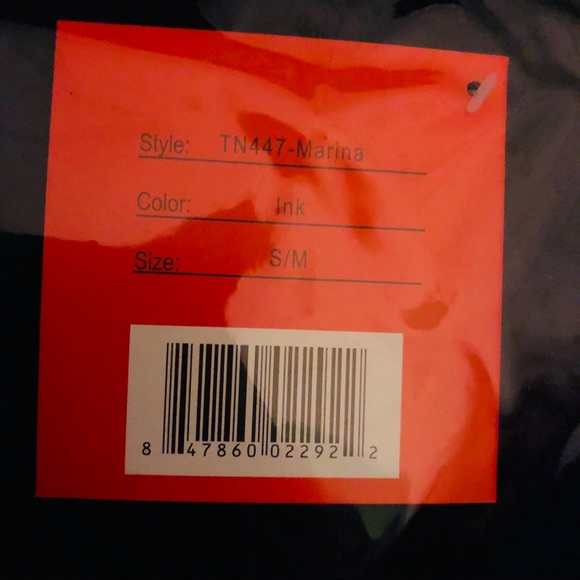 Style: TN447-Marina
Color: Ink
Size: S/M
8 47860 02292 2